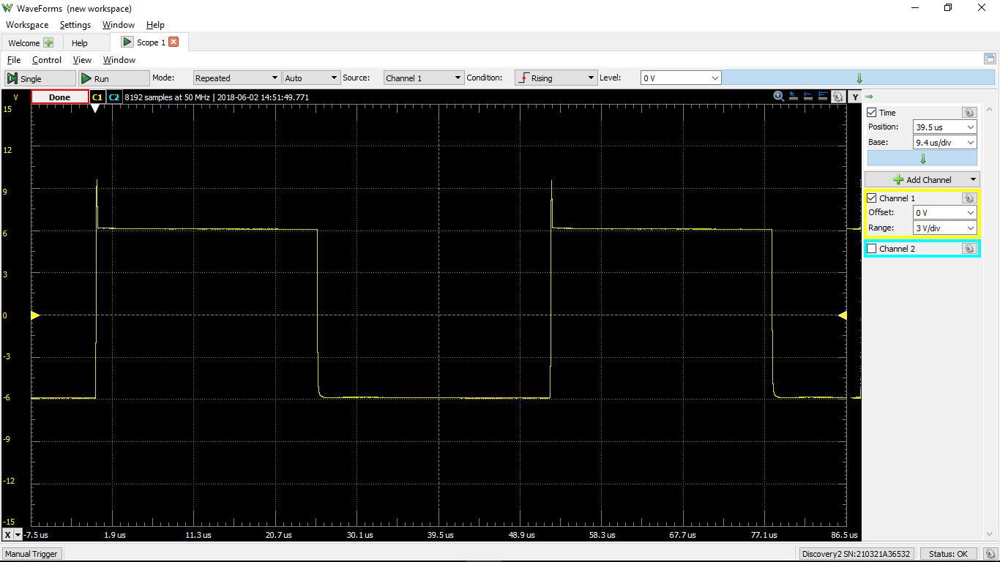 WaveForms (new workspace)
Workspace Settings Window Help
Welcome Help Scope 1
File Control View Window
Single Run Mode: Repeated Auto Source: Channel 1 Condition: Rising Level: 0 V
V Done C1 C2 8192 samples at 50 MHz | 2018-06-02 14:51:49.771 Y
15
12
9
6
3
0
-3
-6
-9
-12
-15
X -7.5 us 1.9 us 11.3 us 20.7 us 30.1 us 39.5 us 48.9 us 58.3 us 67.7 us 77.1 us 86.5 us
Time
Position: 39.5 us
Base: 9.4 us/div
Add Channel
Channel 1
Offset: 0 V
Range: 3 V/div
Channel 2
Manual Trigger Discovery2 SN:210321A36532 Status: OK